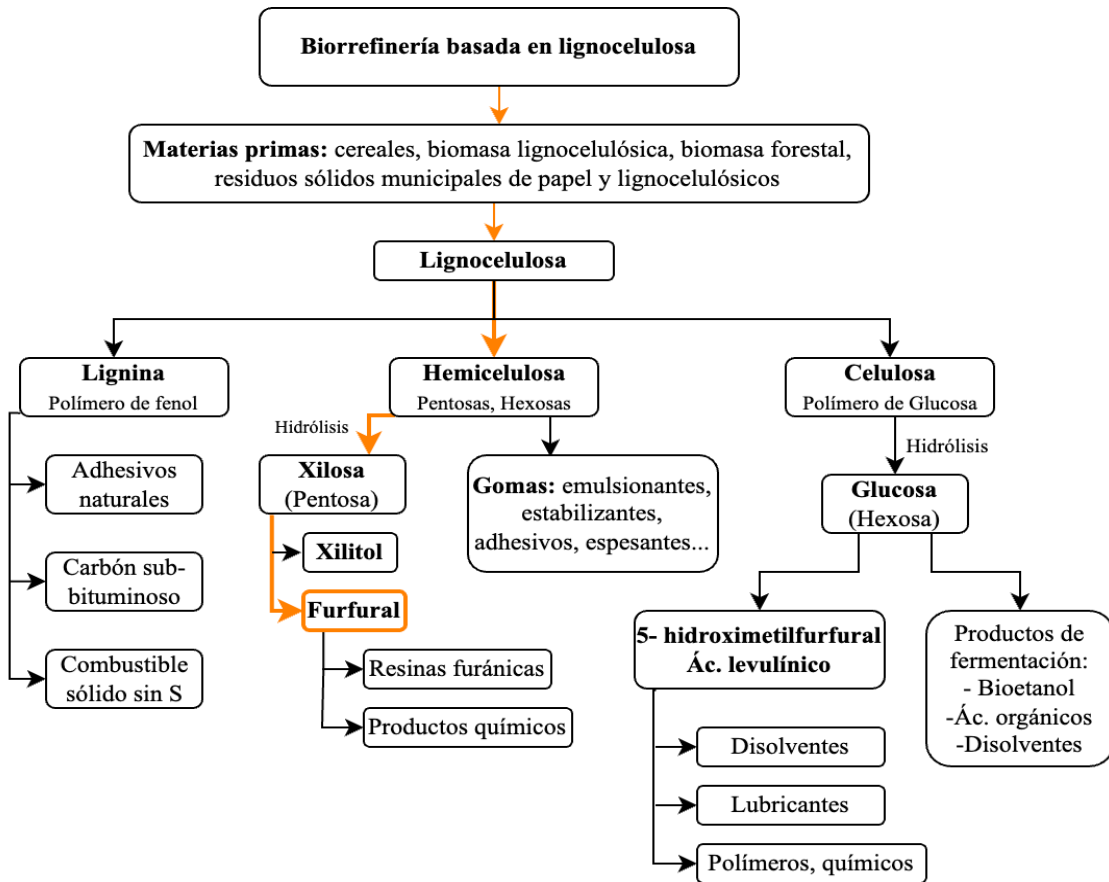 Biorrefinería basada en lignocelulosa
Materias primas: cereales, biomasa lignocelulósica, biomasa forestal,
residuos sólidos municipales de papel y lignocelulósicos
Lignocelulosa
Lignina
Polímero de fenol
Hemicelulosa
Pentosas, Hexosas
Celulosa
Polímero de Glucosa
Hidrólisis
Hidrólisis
Adhesivos
naturales
Carbón sub-
bituminoso
Combustible
sólido sin S
Xilosa
(Pentosa)
Xilitol
Furfural
Resinas furánicas
Productos químicos
Gomas: emulsionantes,
estabilizantes,
adhesivos, espesantes...
Glucosa
(Hexosa)
5- hidroximetilfurfural
Ác. levulínico
Disolventes
Lubricantes
Polímeros, químicos
Productos de
fermentación:
- Bioetanol
-Ác. orgánicos
-Disolventes